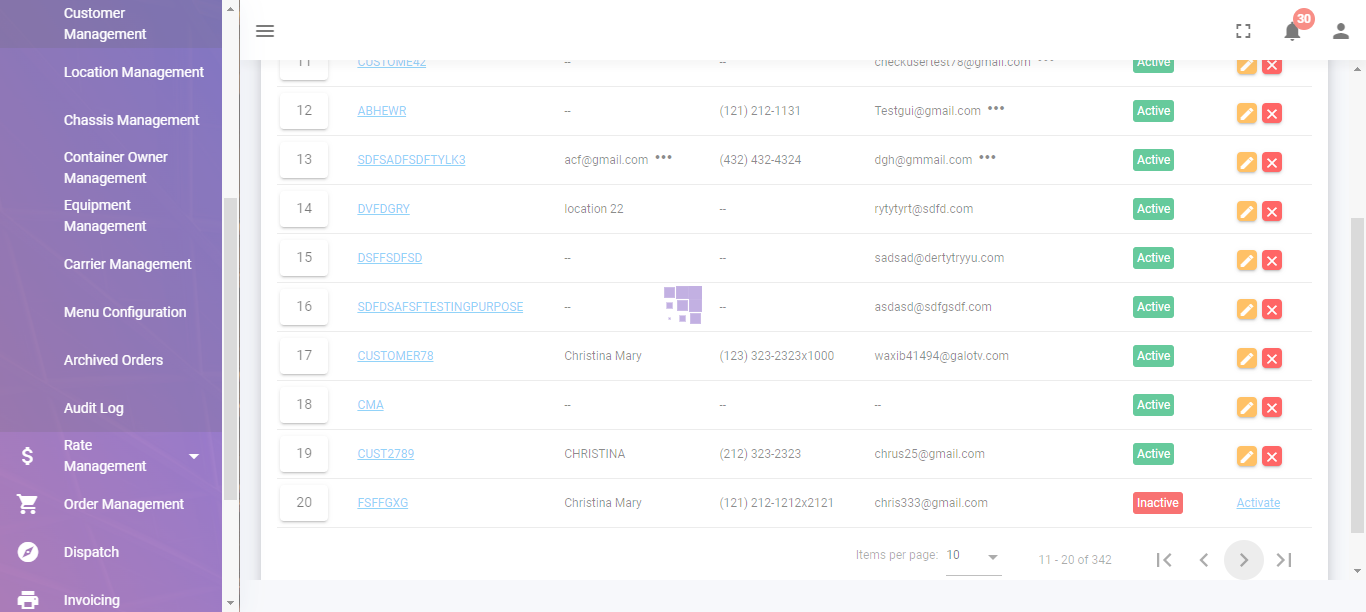 Customer
Management
Location Management
Chassis Management
Container Owner
Management
Equipment
Management
Carrier Management
Menu Configuration
Archived Orders
Audit Log
$ Rate
Management
Order Management
Dispatch
Invoicing
30
11 CUSTOME42 -- -- checkusertest78@gmail.com ••• Active
12 ABHEWR -- (121) 212-1131 Testgui@gmail.com ••• Active
13 SDFSADFSDFTYLK3 acf@gmail.com ••• (432) 432-4324 dgh@gmmail.com ••• Active
14 DVFDGRY location 22 -- rytytyrt@sdfd.com Active
15 DSFFSDFSD -- -- sadsad@dertytryyu.com Active
16 SDFDSAFSFTESTINGPURPOSE -- -- asdasd@sdfgsdf.com Active
17 CUSTOMER78 Christina Mary (123) 323-2323x1000 waxib41494@galotv.com Active
18 CMA -- -- -- Active
19 CUST2789 CHRISTINA (212) 323-2323 chrus25@gmail.com Active
20 FSFFGXG Christina Mary (121) 212-1212x2121 chris333@gmail.com Inactive Activate
Items per page: 10 11 - 20 of 342